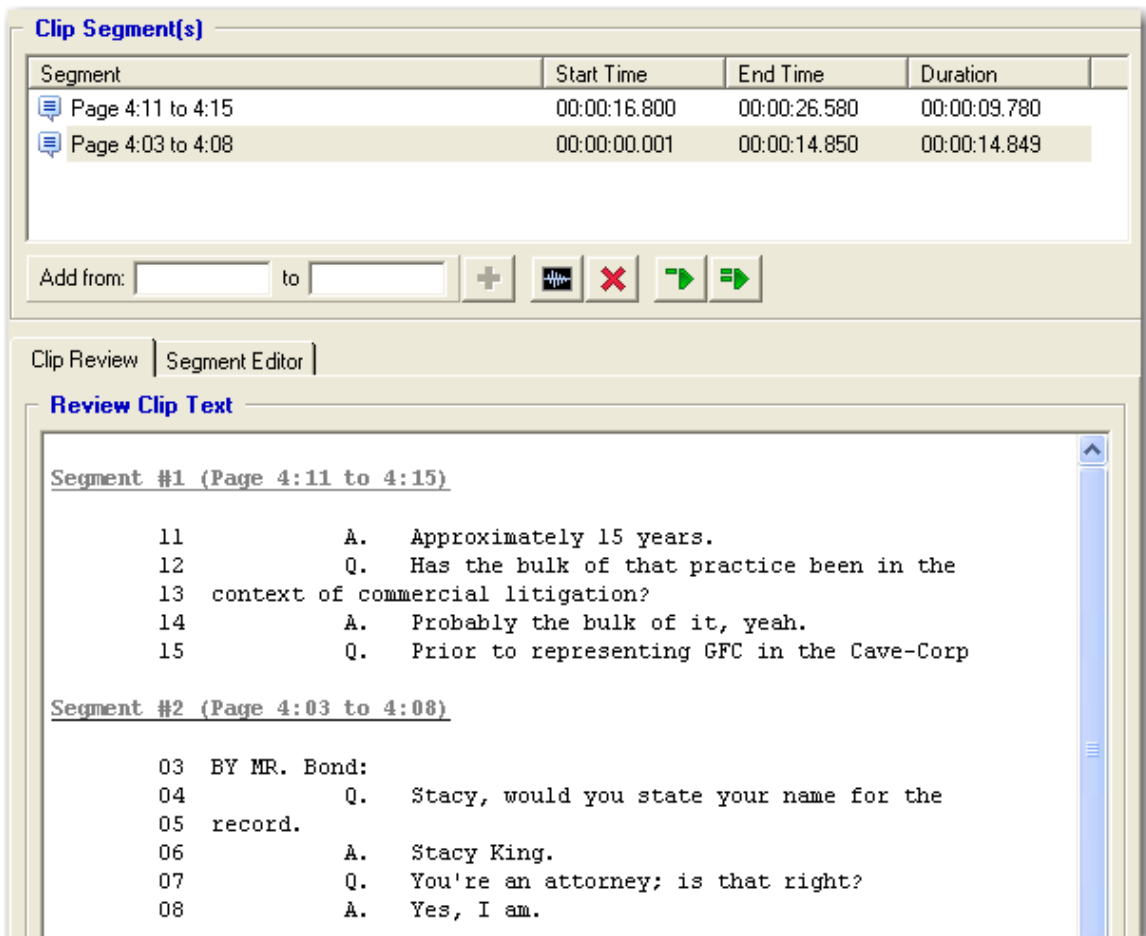 Clip Segment(s)
Segment Start Time End Time Duration
Page 4:11 to 4:15 00:00:16.800 00:00:26.580 00:00:09.780
Page 4:03 to 4:08 00:00:00.001 00:00:14.850 00:00:14.849
Add from: to
Clip Review Segment Editor
Review Clip Text
Segment #1 (Page 4:11 to 4:15)
11 A. Approximately 15 years.
12 Q. Has the bulk of that practice been in the
13 context of commercial litigation?
14 A. Probably the bulk of it, yeah.
15 Q. Prior to representing GFC in the Cave-Corp
Segment #2 (Page 4:03 to 4:08)
03 BY MR. Bond:
04 Q. Stacy, would you state your name for the
05 record.
06 A. Stacy King.
07 Q. You're an attorney; is that right?
08 A. Yes, I am.